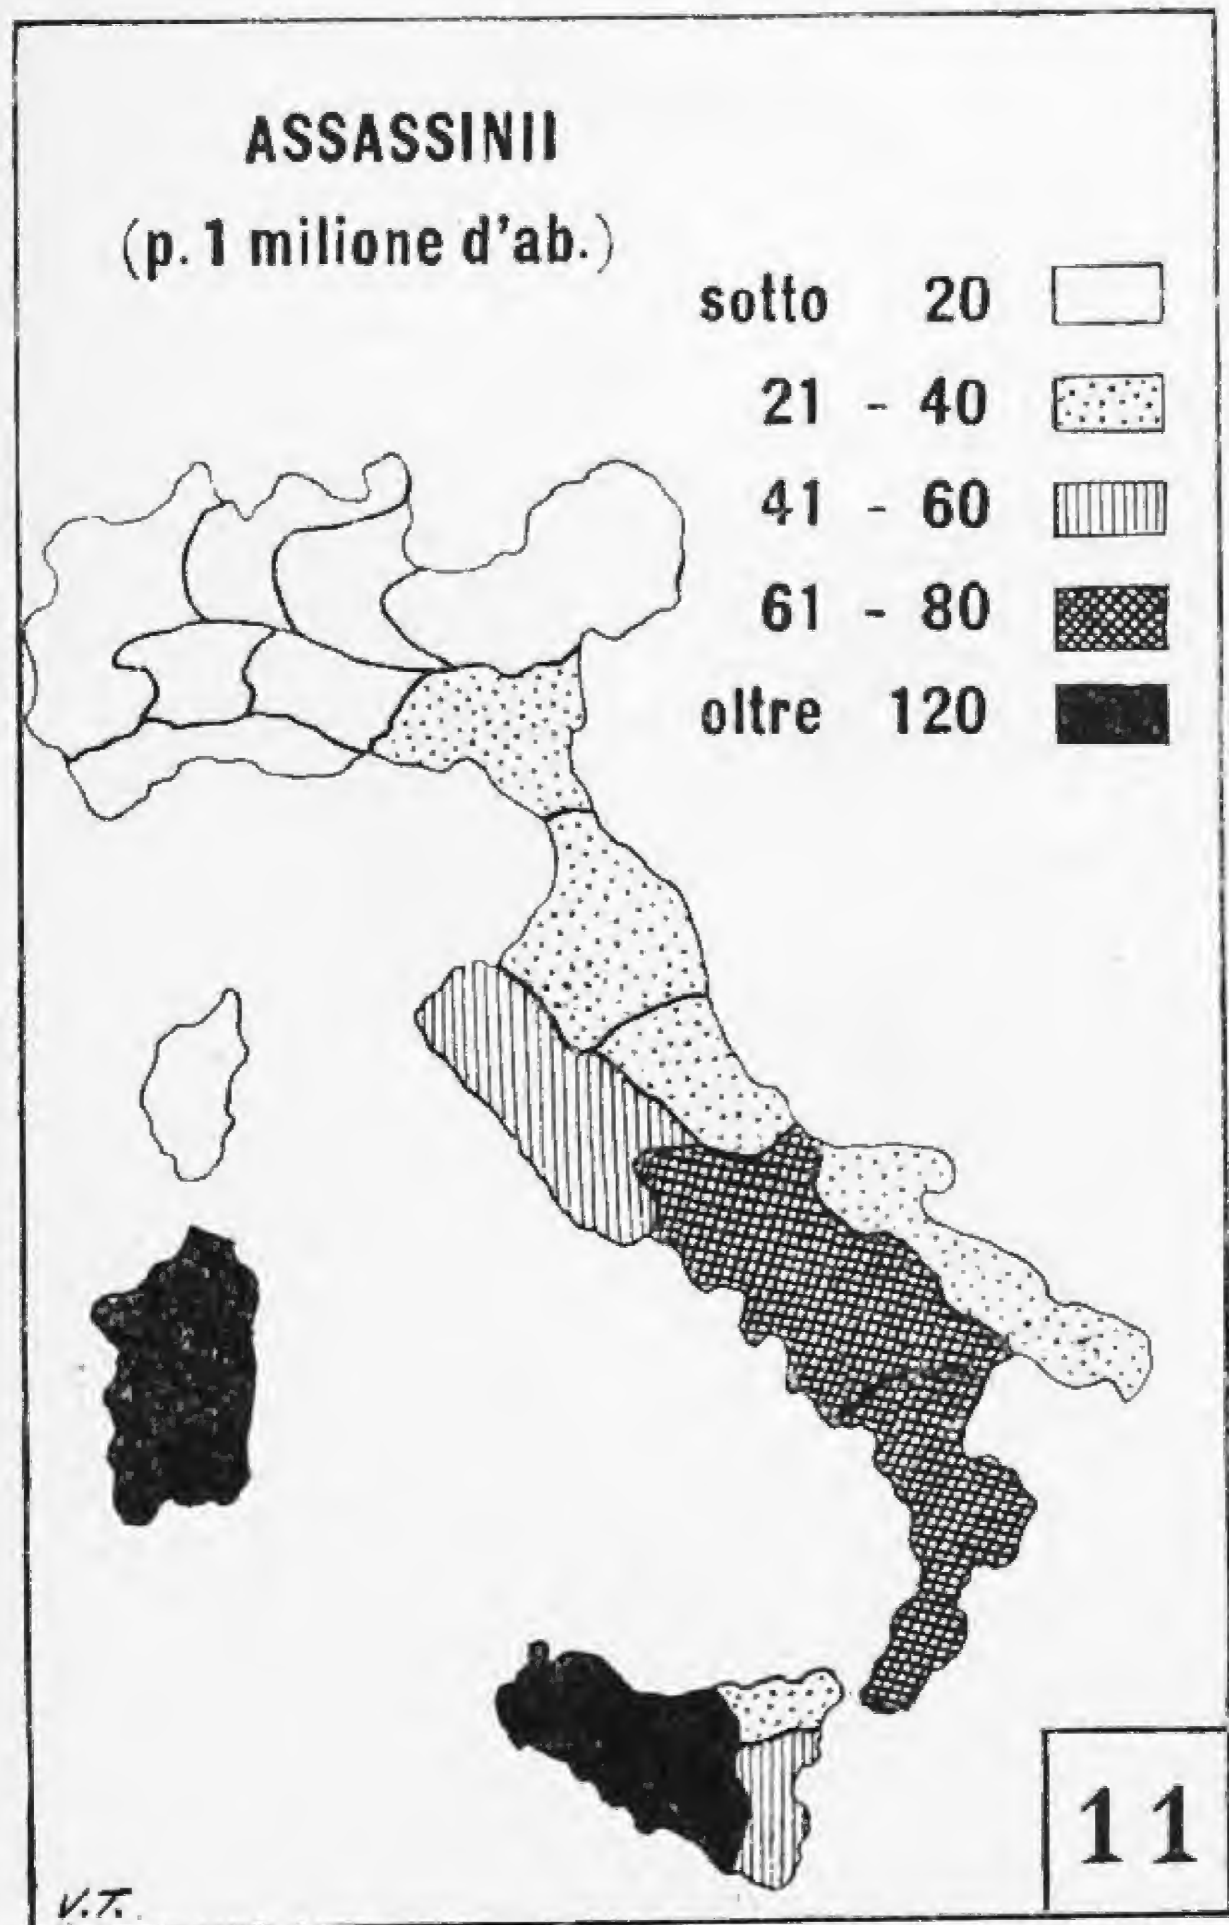 ASSASSINII
(p. 1 milione d'ab.)
sotto 20
21 - 40
41 - 60
61 - 80
oltre 120
11
V.T.